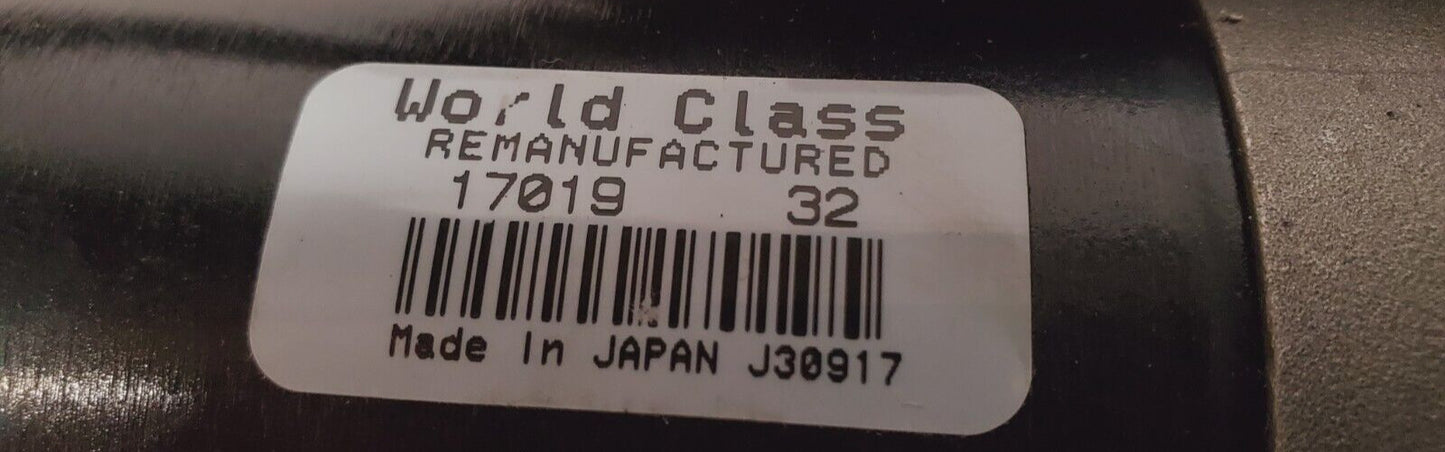 World Class
REMANUFACTURED
17019 32
Made In JAPAN J30917